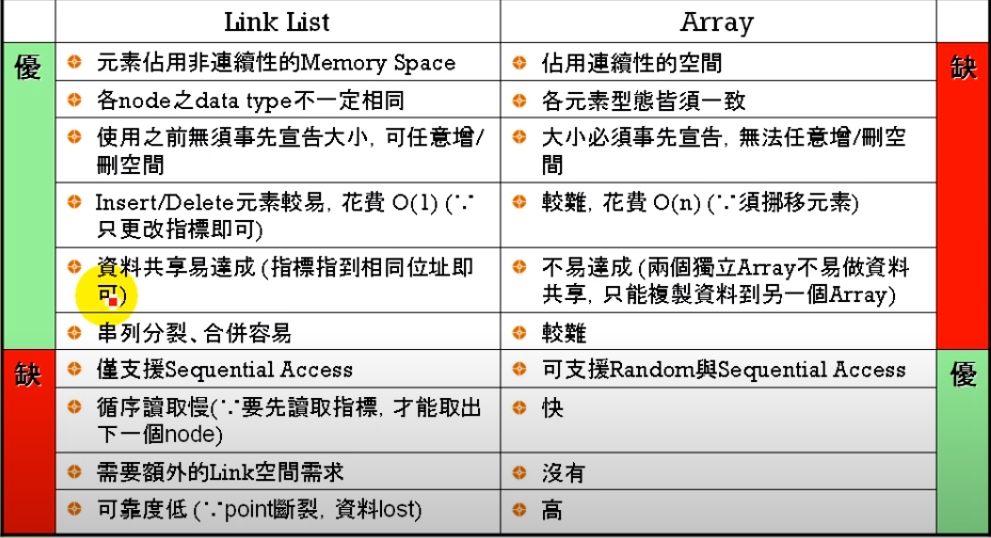 Link List
Array
優
元素佔用非連續性的Memory Space
佔用連續性的空間
缺
各node之data type不一定相同
各元素型態皆須一致
使用之前無須事先宣告大小, 可任意增/
刪空間
大小必須事先宣告, 無法任意增/刪空
間
Insert/Delete元素較易, 花費 O(1) (∵
只更改指標即可)
較難, 花費 O(n) (∵須挪移元素)
資料共享易達成 (指標指到相同位址即
可)
不易達成 (兩個獨立Array不易做資料
共享, 只能複製資料到另一個Array)
串列分裂、合併容易
較難
缺
僅支援Sequential Access
可支援Random與Sequential Access
優
循序讀取慢(∵要先讀取指標, 才能取出
下一個node)
快
需要額外的Link空間需求
沒有
可靠度低 (∵point斷裂, 資料lost)
高